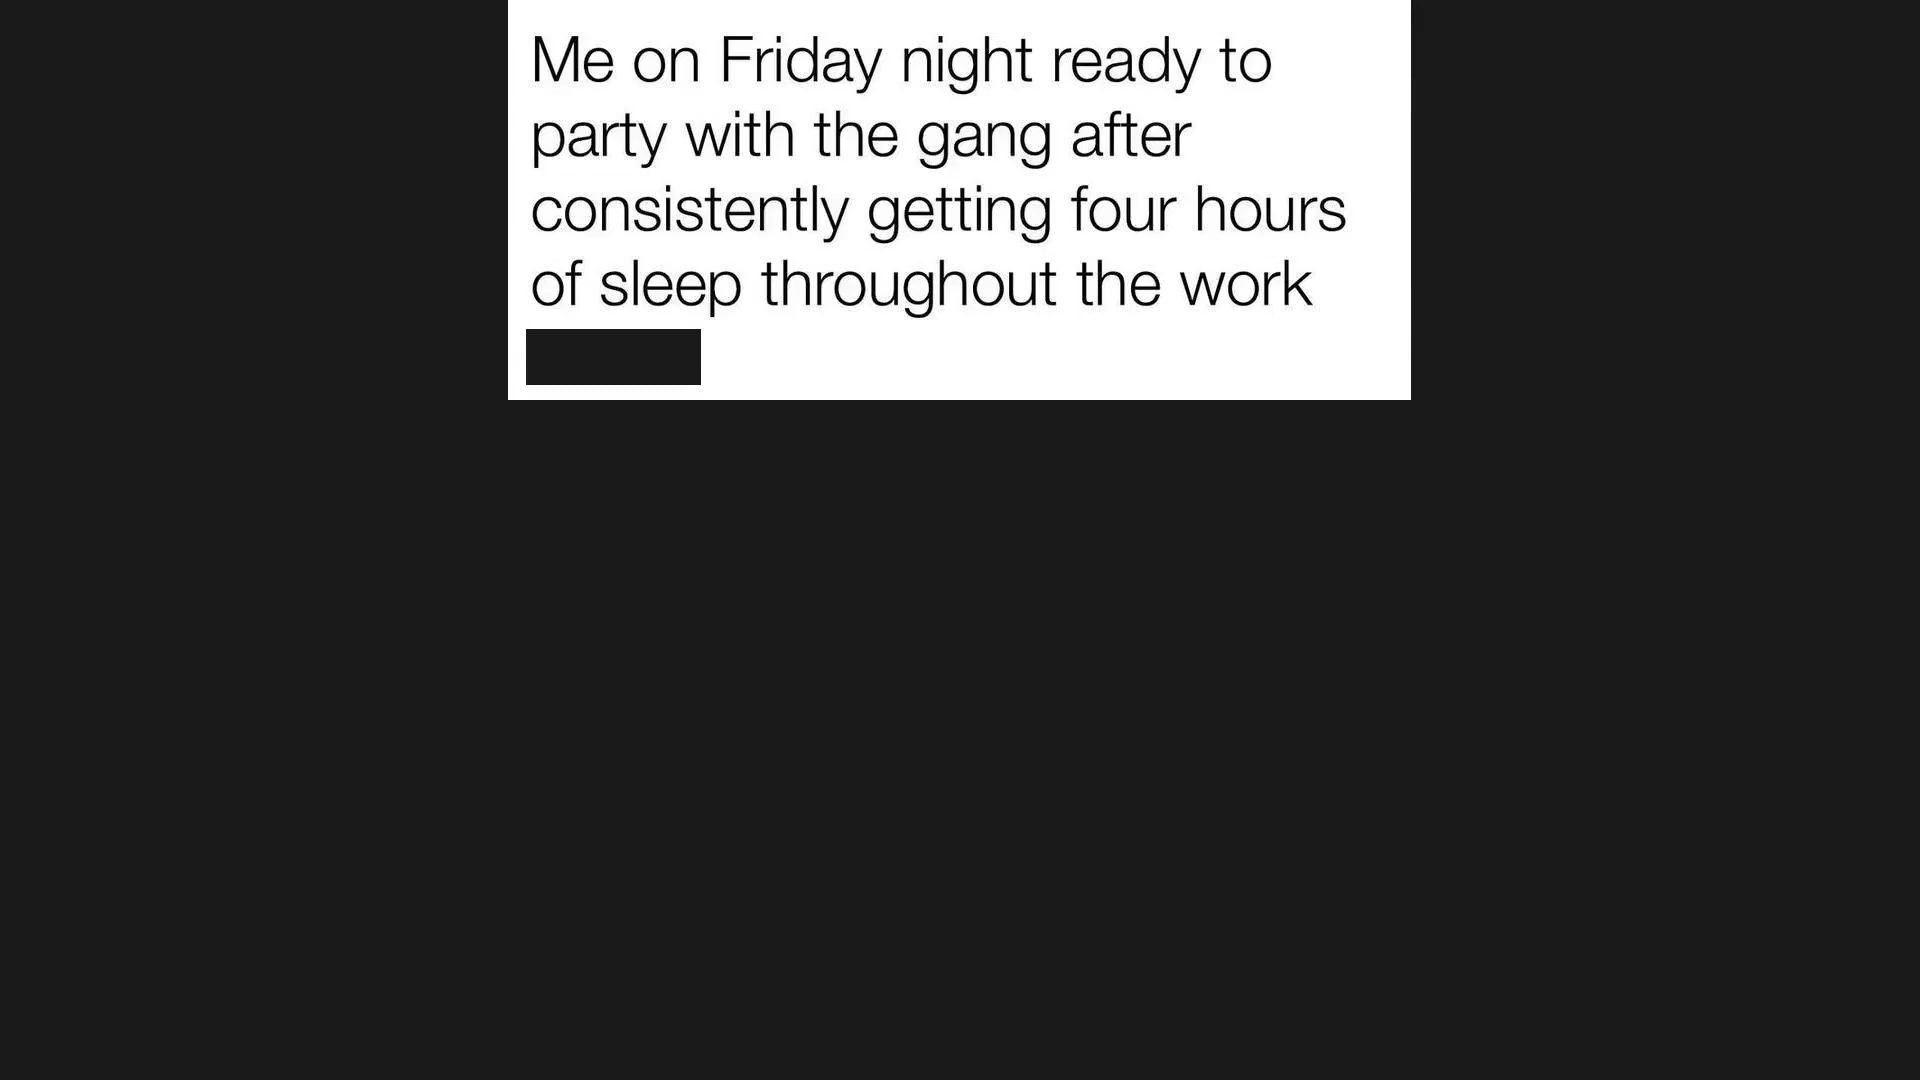 Me on Friday night ready to
party with the gang after
consistently getting four hours
of sleep throughout the work